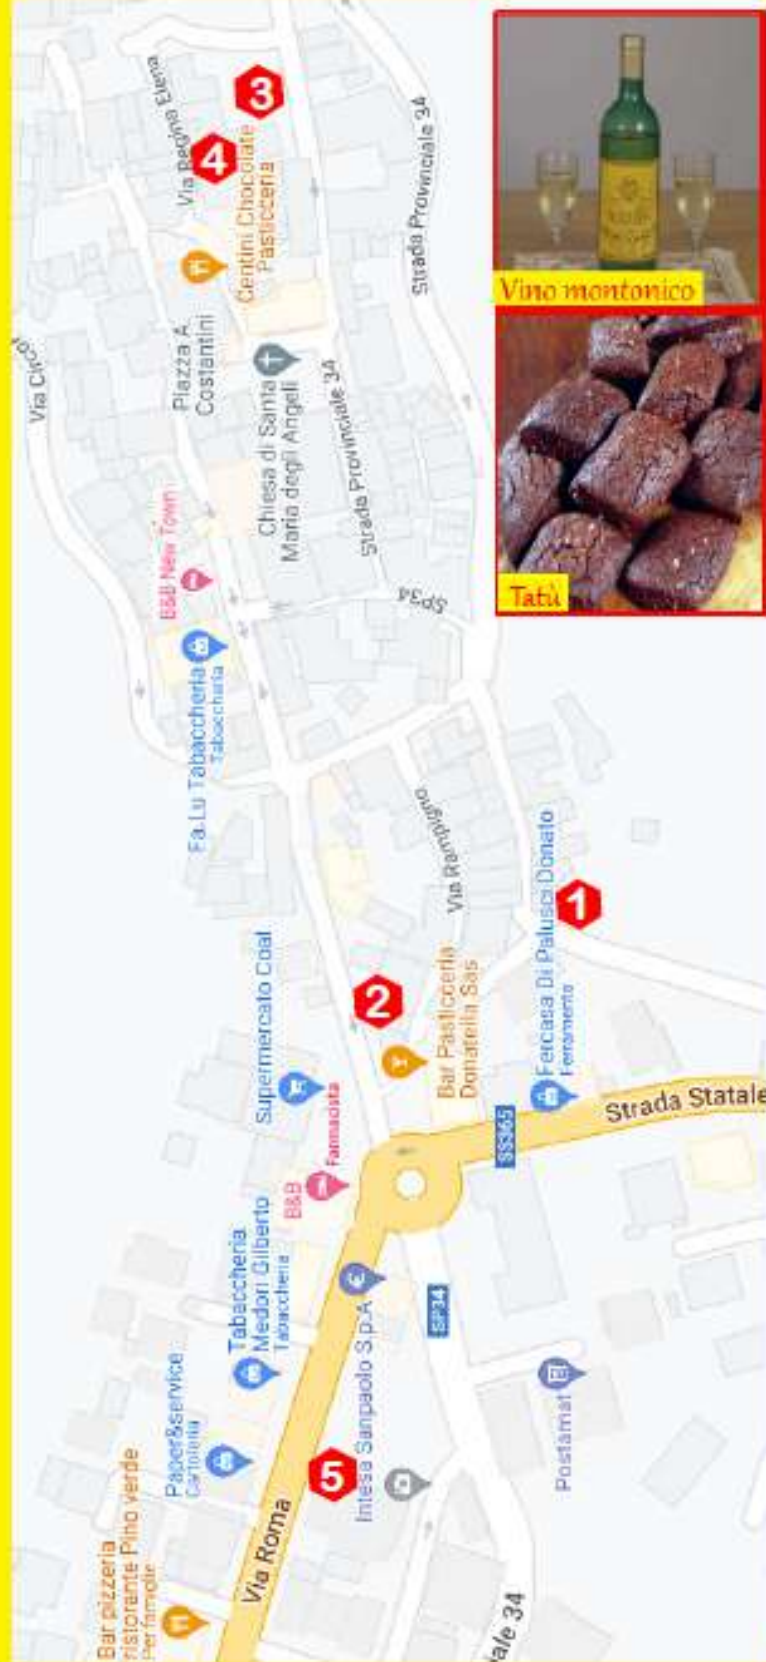 Via Regina Elena
3
4
Centini Chocolate
Pasticceria
Strada Provinciale 34
Piazza A
Costantini
Chiesa di Santa
Maria degli Angeli
Strada Provinciale 34
SP34
B&B New Town
Fa.Lu Tabaccheria
Tabaccheria
Via Rampigno
1
Fercasa Di Palusci Donato
Ferramenta
2
Bar Pasticceria
Donatella Sas
Supermercato Coal
B&B
Farmacista
SS365
Strada Statale
Tabaccheria
Medori Gilberto
Tabaccheria
Intesa Sanpaolo S.p.A
SP34
Paper&service
Cartoleria
5
Postamat
Bar pizzeria
ristorante Pino verde
Per famiglie
Via Roma
ale 34
Vino montonico
Tatù